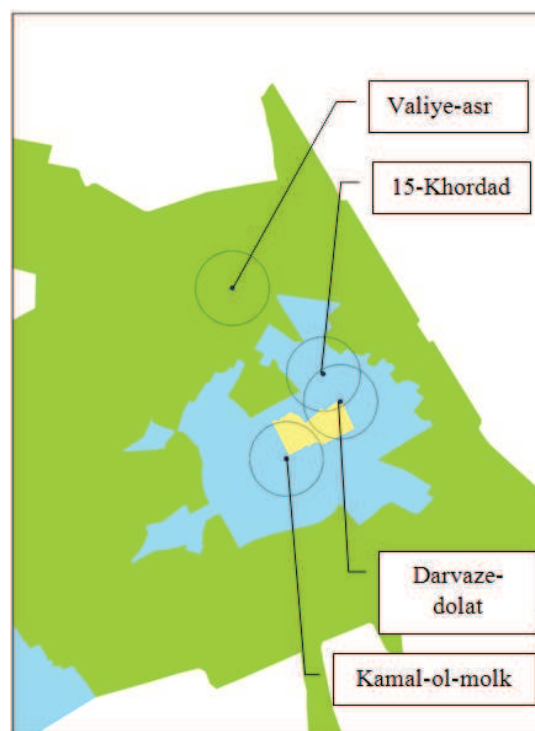 Valiye-asr
15-Khordad
Darvaze-
dolat
Kamal-ol-molk